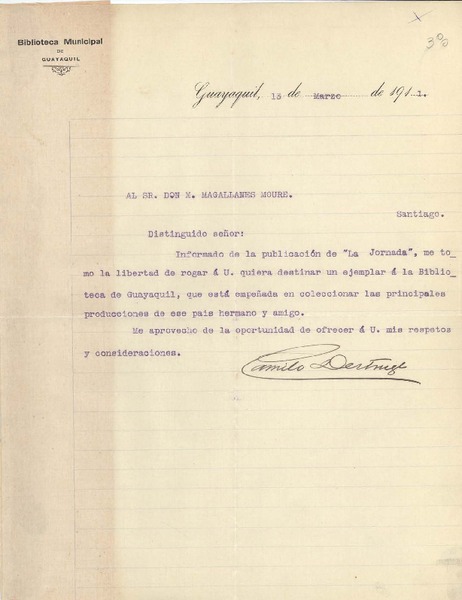 Biblioteca Municipal
DE
GUAYAQUIL
Guayaquil, 13 de Marzo de 1911.
AL SR. DON M. MAGALLANES MOURE.
Santiago.
Distinguido señor:
Informado de la publicación de "La Jornada", me to_
mo la libertad de rogar á U. quiera destinar un ejemplar á la Biblio_
teca de Guayaquil, que está empeñada en coleccionar las principales
producciones de ese pais hermano y amigo.
Me aprovecho de la oportunidad de ofrecer á U. mis respetos
y consideraciones.
Camilo Destruge